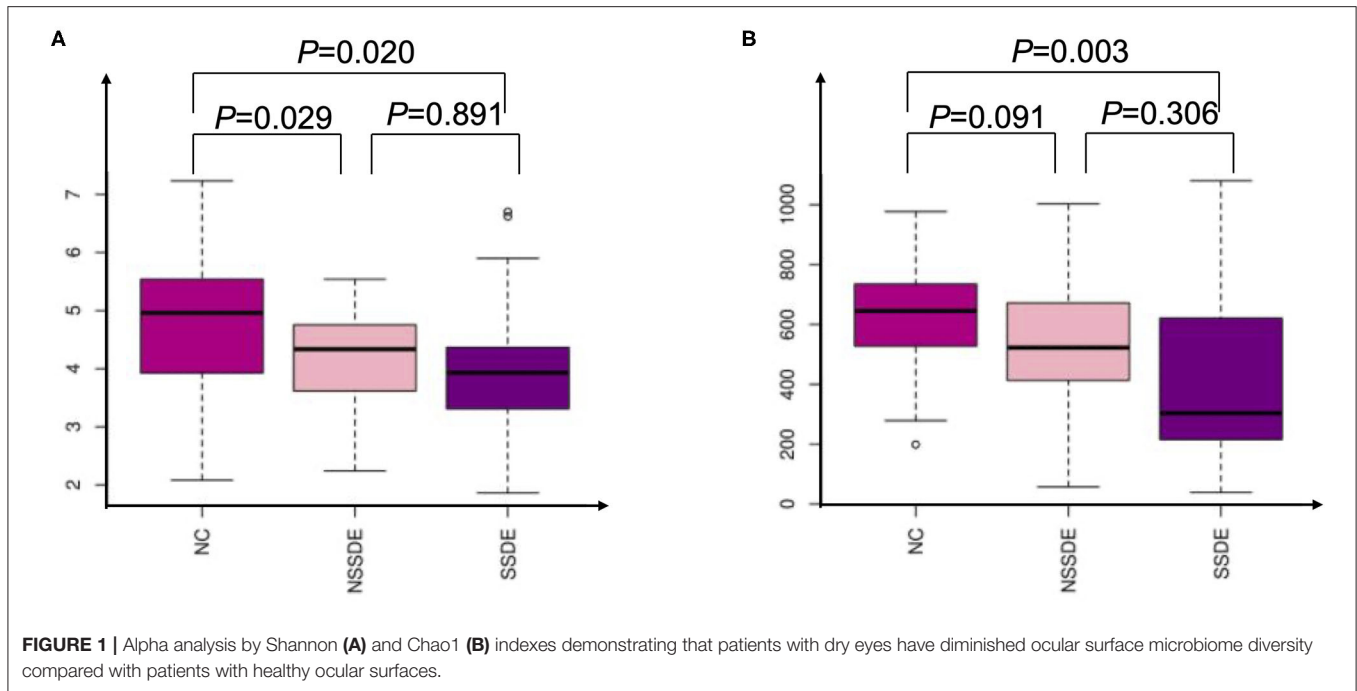 A
P=0.020
P=0.029
P=0.891
7
6
5
4
3
2
NC
NSSDE
SSDE
B
P=0.003
P=0.091
P=0.306
1000
800
600
400
200
0
NC
NSSDE
SSDE
FIGURE 1 | Alpha analysis by Shannon (A) and Chao1 (B) indexes demonstrating that patients with dry eyes have diminished ocular surface microbiome diversity
compared with patients with healthy ocular surfaces.